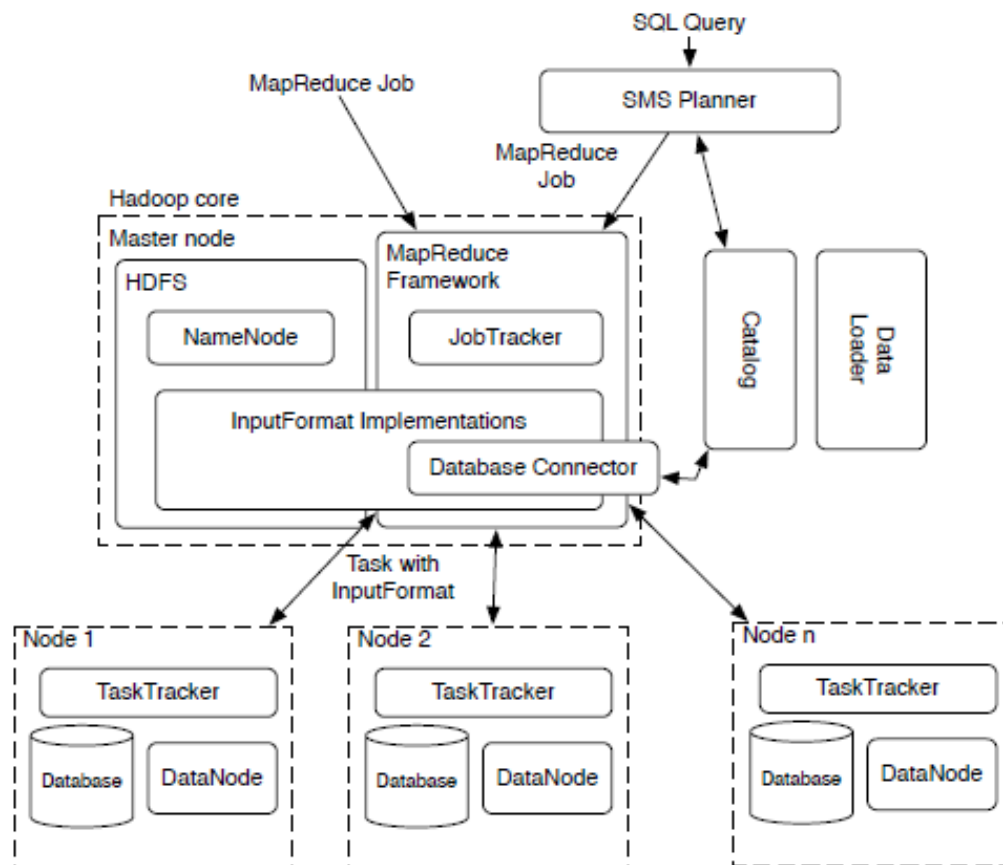 SQL Query
SMS Planner
MapReduce Job
MapReduce
Job
Hadoop core
Master node
HDFS
NameNode
MapReduce
Framework
JobTracker
InputFormat Implementations
Database Connector
Catalog
Data
Loader
Task with
InputFormat
Node 1
TaskTracker
Database
DataNode
Node 2
TaskTracker
Database
DataNode
Node n
TaskTracker
Database
DataNode